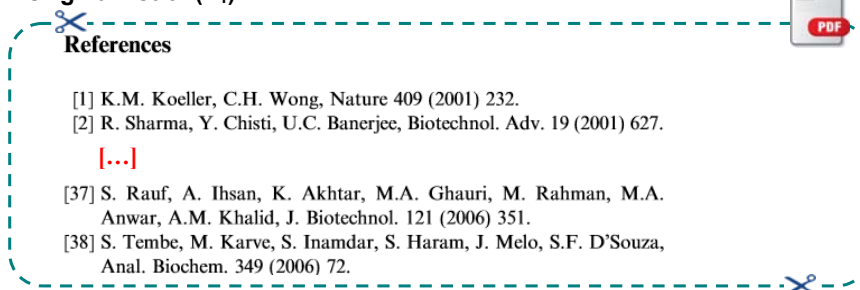 References
PDF
[1] K.M. Koeller, C.H. Wong, Nature 409 (2001) 232.
[2] R. Sharma, Y. Chisti, U.C. Banerjee, Biotechnol. Adv. 19 (2001) 627.
[...]
[37] S. Rauf, A. Ihsan, K. Akhtar, M.A. Ghauri, M. Rahman, M.A.
Anwar, A.M. Khalid, J. Biotechnol. 121 (2006) 351.
[38] S. Tembe, M. Karve, S. Inamdar, S. Haram, J. Melo, S.F. D'Souza,
Anal. Biochem. 349 (2006) 72.